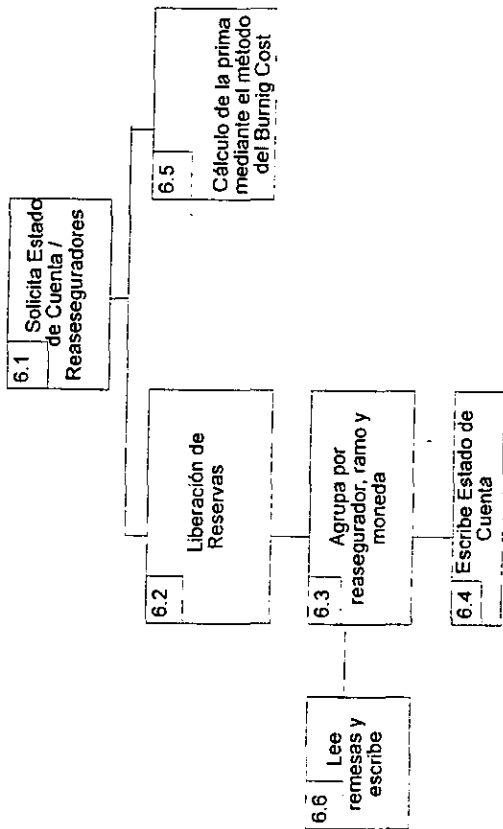 6.1
Solicita Estado
de Cuenta /
Reaseseguradores
6.2
Liberación de
Reservas
6.5
Cálculo de la prima
mediante el método
del Burnig Cost
6.3
Agrupa por
reasegurador, ramo y
moneda
6.6
Lee
remesas y
escribe
6.4
Escribe Estado de
Cuenta